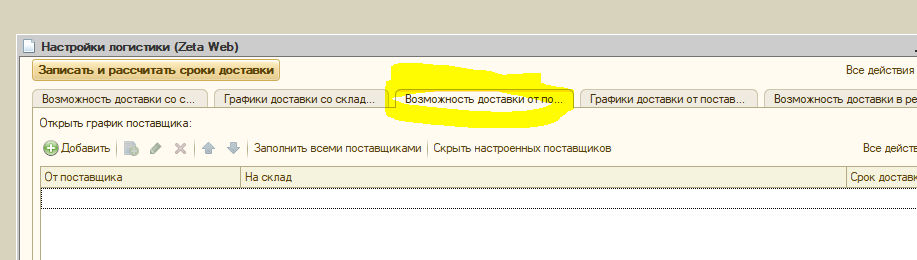 Настройки логистики (Zeta Web)
Записать и рассчитать сроки доставки
Все действия
Возможность доставки со с...
Графики доставки со склад...
Возможность доставки от по...
Графики доставки от постав...
Возможность доставки в ре
Открыть график поставщика:
Добавить
Заполнить всеми поставщиками
Скрыть настроенных поставщиков
Все действ
От поставщика
На склад
Срок доставк